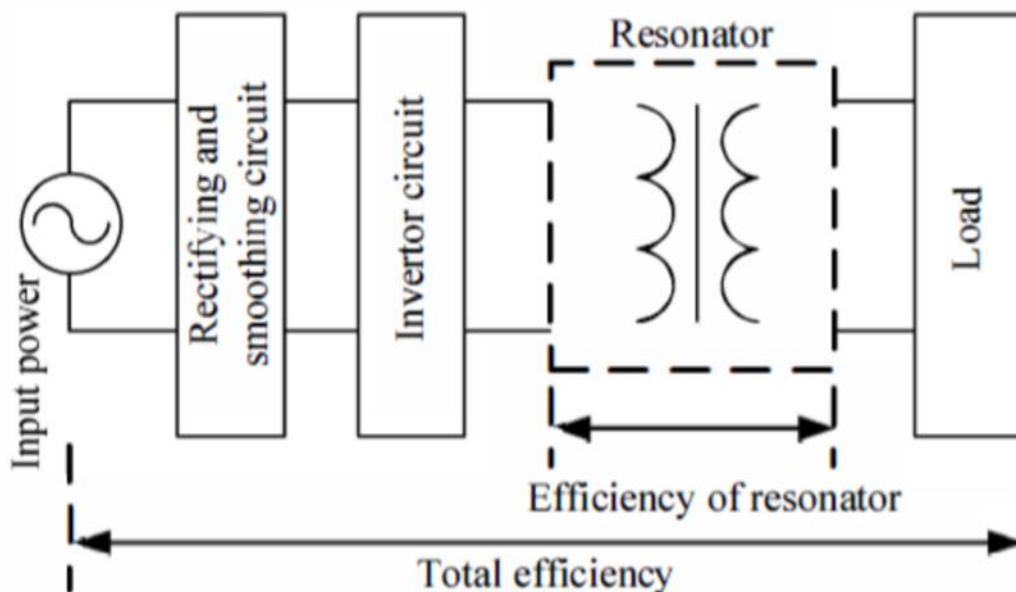 Resonator
Input power
Rectifying and
smoothing circuit
Invertor circuit
Load
Efficiency of resonator
Total efficiency